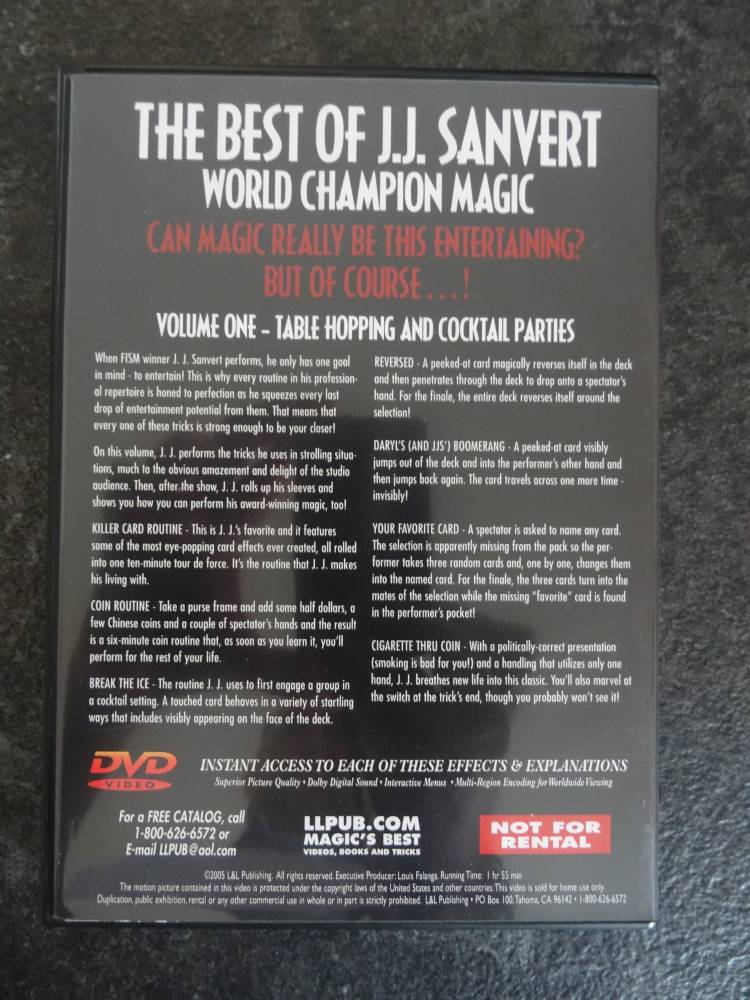 THE BEST OF J.J. SANVERT
WORLD CHAMPION MAGIC
CAN MAGIC REALLY BE THIS ENTERTAINING?
BUT OF COURSE...!
VOLUME ONE - TABLE HOPPING AND COCKTAIL PARTIES
When FISM winner J. J. Sanvert performs, he only has one goal
in mind - to entertain! This is why every routine in his profession-
al repertoire is honed to perfection as he squeezes every last
drop of entertainment potential from them. That means that
every one of these tricks is strong enough to be your closer!
On this volume, J. J. performs the tricks he uses in strolling situa-
tions, much to the obvious amazement and delight of the studio
audience. Then, after the show, J. J. rolls up his sleeves and
shows you how you can perform his award-winning magic, too!
KILLER CARD ROUTINE - This is J. J.'s favorite and it features
some of the most eye-popping card effects ever created, all rolled
into one ten-minute tour de force. It's the routine that J. J. makes
his living with.
COIN ROUTINE - Take a purse frame and add some half dollars, a
few Chinese coins and a couple of spectator's hands and the result
is a six-minute coin routine that, as soon as you learn it, you'll
perform for the rest of your life.
BREAK THE ICE - The routine J. J. uses to first engage a group in
a cocktail setting. A touched card behaves in a variety of startling
ways that includes visibly appearing on the face of the deck.
REVERSED - A peeked-at card magically reverses itself in the deck
and then penetrates through the deck to drop onto a spectator's
hand. For the finale, the entire deck reverses itself around the
selection!
DARYL'S (AND JJS') BOOMERANG - A peeked-at card visibly
jumps out of the deck and into the performer's other hand and
then jumps back again. The card travels across one more time -
invisibly!
YOUR FAVORITE CARD - A spectator is asked to name any card.
The selection is apparently missing from the pack so the per-
former takes three random cards and, one by one, changes them
into the named card. For the finale, the three cards turn into the
mates of the selection while the missing "favorite" card is found
in the performer's pocket!
CIGARETTE THRU COIN - With a politically-correct presentation
(smoking is bad for you!) and a handling that utilizes only one
hand, J. J. breathes new life into this classic. You'll also marvel at
the switch at the trick's end, though you probably won't see it!
DVD
VIDEO
INSTANT ACCESS TO EACH OF THESE EFFECTS & EXPLANATIONS
Superior Picture Quality • Dolby Digital Sound • Interactive Menus • Multi-Region Encoding for Worldwide Viewing
For a FREE CATALOG, call
1-800-626-6572 or
E-mail LLPUB@aol.com
LLPUB.COM
MAGIC'S BEST
VIDEOS, BOOKS AND TRICKS
NOT FOR
RENTAL
©2005 L&L Publishing. All rights reserved. Executive Producer: Louis Falanga. Running Time: 1 hr 55 min
The motion picture contained in this video is protected under the copyright laws of the United States and other countries. This video is sold for home use only.
Duplication, public exhibition, rental or any other commercial use in whole or in part is strictly prohibited. L&L Publishing • PO Box 100, Tahoma, CA 96142 • 1-800-626-6572